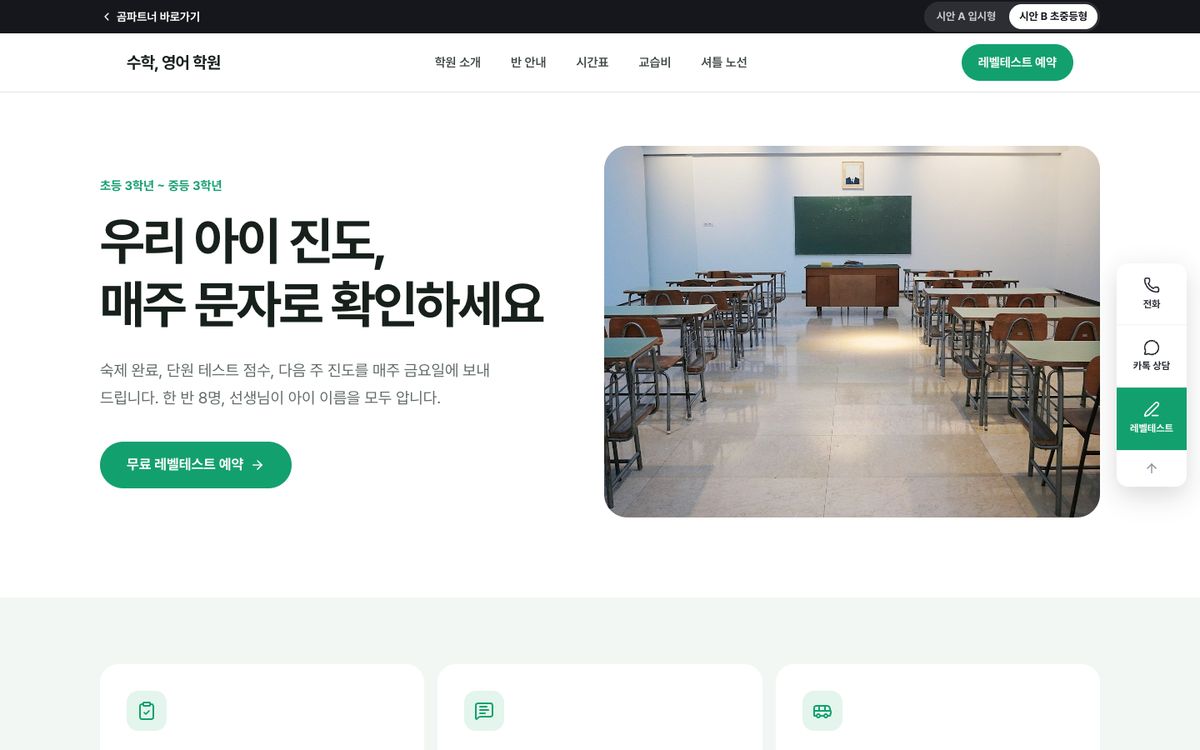 곰파트너 바로가기
시안 A 입시형
시안 B 초중등형
수학, 영어 학원
학원 소개
반 안내
시간표
교습비
셔틀 노선
레벨테스트 예약
초등 3학년 ~ 중등 3학년
우리 아이 진도,
매주 문자로 확인하세요
숙제 완료, 단원 테스트 점수, 다음 주 진도를 매주 금요일에 보내
드립니다. 한 반 8명, 선생님이 아이 이름을 모두 압니다.
무료 레벨테스트 예약
전화
카톡 상담
레벨테스트